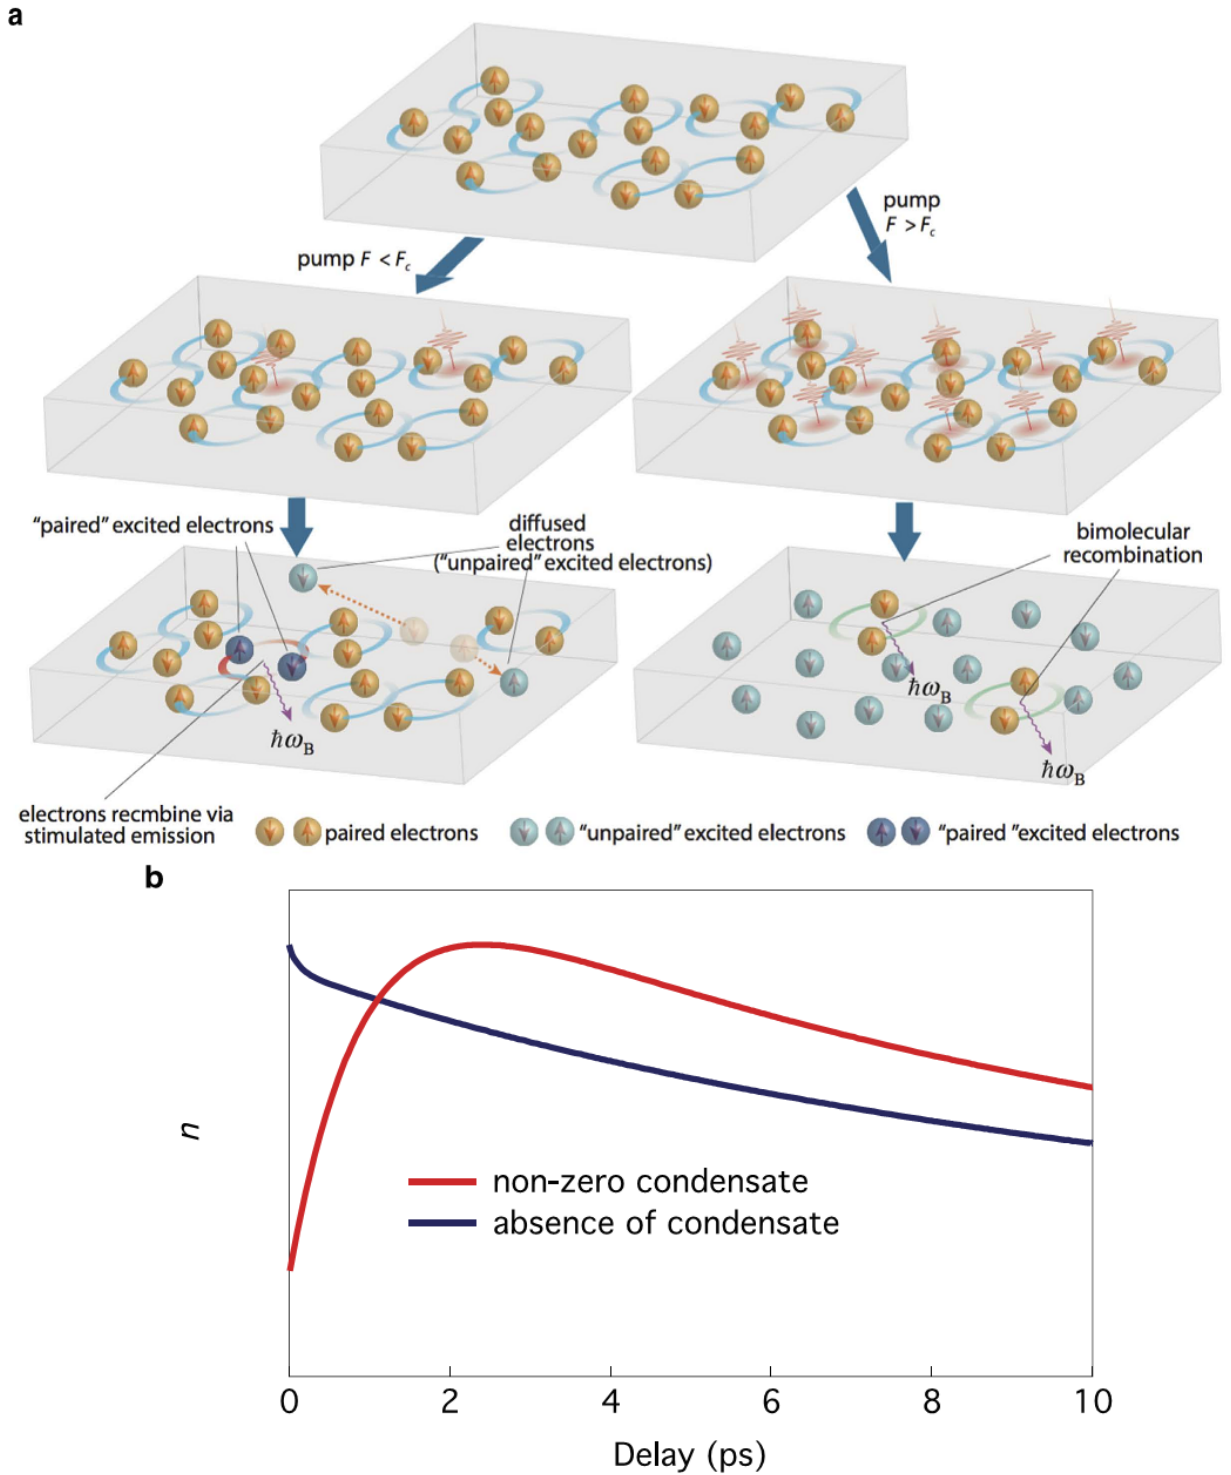 a
pump
F > Fc
pump F < Fc
“paired” excited electrons
diffused
electrons
(“unpaired” excited electrons)
bimolecular
recombination
ħωB
ħωB
ħωB
electrons recmbine via
stimulated emission
paired electrons
“unpaired” excited electrons
“paired ”excited electrons
b
n
non-zero condensate
absence of condensate
0 2 4 6 8 10
Delay (ps)